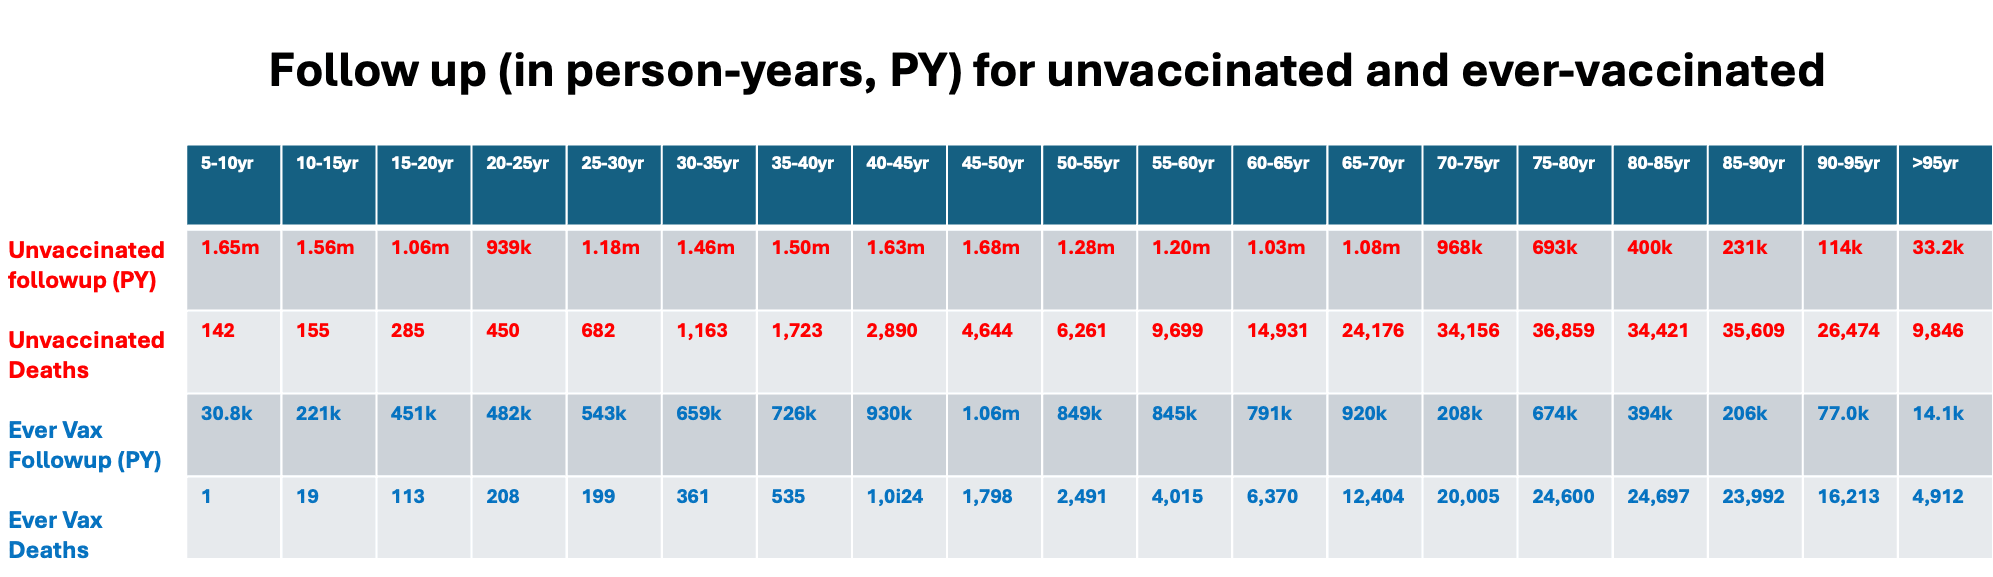 Follow up (in person-years, PY) for unvaccinated and ever-vaccinated
5-10yr 10-15yr 15-20yr 20-25yr 25-30yr 30-35yr 35-40yr 40-45yr 45-50yr 50-55yr 55-60yr 60-65yr 65-70yr 70-75yr 75-80yr 80-85yr 85-90yr 90-95yr >95yr
Unvaccinated
followup (PY)
1.65m 1.56m 1.06m 939k 1.18m 1.46m 1.50m 1.63m 1.68m 1.28m 1.20m 1.03m 1.08m 968k 693k 400k 231k 114k 33.2k
Unvaccinated
Deaths
142 155 285 450 682 1,163 1,723 2,890 4,644 6,261 9,699 14,931 24,176 34,156 36,859 34,421 35,609 26,474 9,846
Ever Vax
Followup (PY)
30.8k 221k 451k 482k 543k 659k 726k 930k 1.06m 849k 845k 791k 920k 208k 674k 394k 206k 77.0k 14.1k
Ever Vax
Deaths
1 19 113 208 199 361 535 1,0i24 1,798 2,491 4,015 6,370 12,404 20,005 24,600 24,697 23,992 16,213 4,912